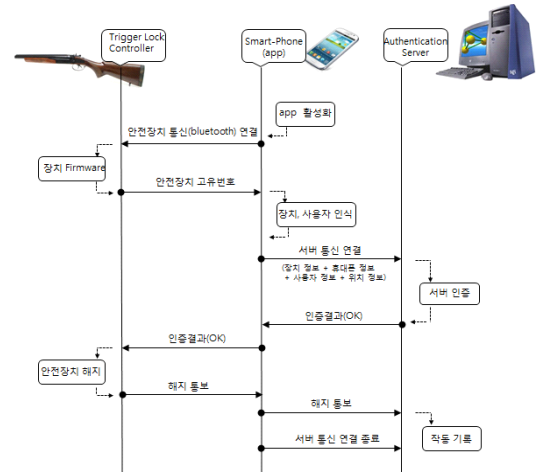 Trigger Lock
Controller
Smart-Phone
(app)
Authentication
Server
app 활성화
안전장치 통신(bluetooth) 연결
장치 Firmware
안전장치 고유번호
장치, 사용자 인식
서버 통신 연결
(장치 정보 + 휴대폰 정보
+ 사용자 정보 + 위치 정보)
서버 인증
인증결과(OK)
인증결과(OK)
안전장치 해지
해지 통보
해지 통보
작동 기록
서버 통신 연결 종료